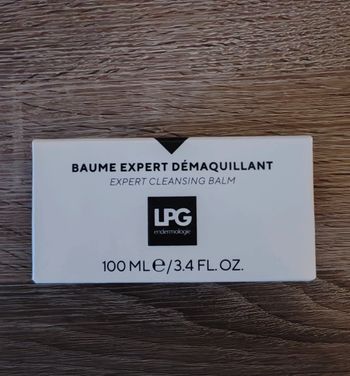 BAUME EXPERT DÉMAQUILLANT
EXPERT CLEANSING BALM
LPG
endermologie
100 ML℮/3.4 FL.OZ.